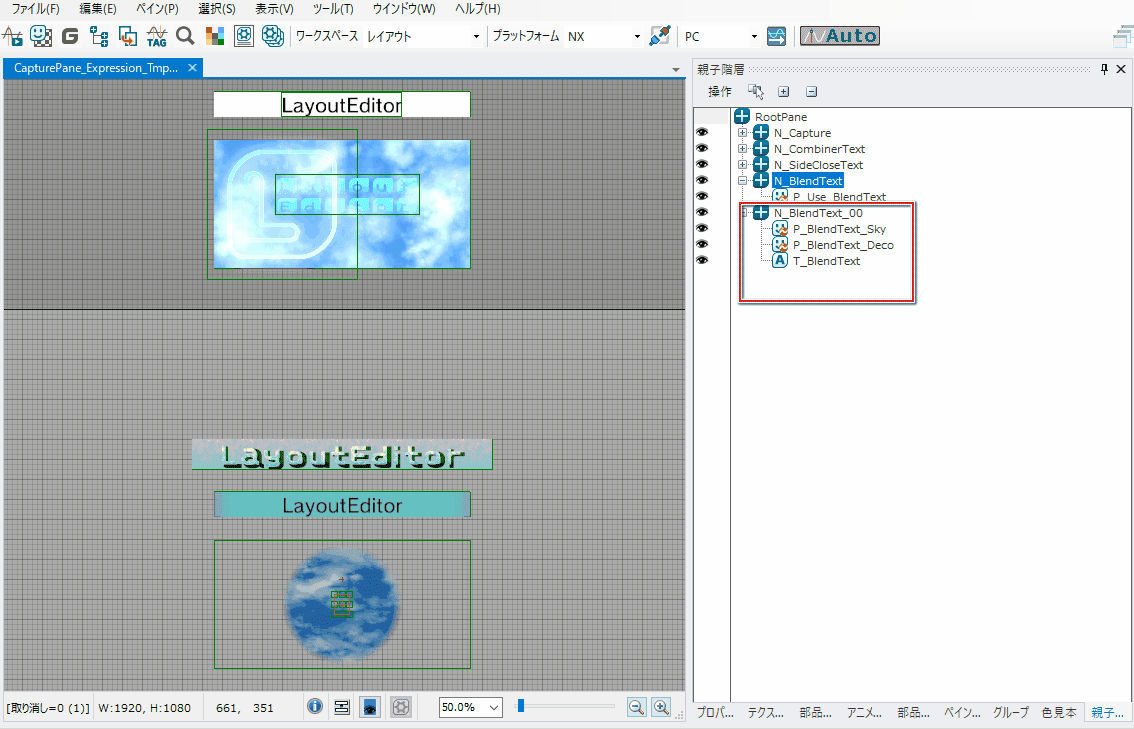 ファイル(F) 編集(E) ペイン(P) 選択(S) 表示(V) ツール(T) ウインドウ(W) ヘルプ(H)
TAG ワークスペース レイアウト プラットフォーム NX PC Auto
CapturePane_Expression_Tmp...
LayoutEditor
LayoutEditor
LayoutEditor
[取り消し=0 (1)] W:1920, H:1080 661, 351 50.0%
親子階層
操作
RootPane
N_Capture
N_CombinerText
N_SideCloseText
N_BlendText
P_Use_BlendText
N_BlendText_00
P_BlendText_Sky
P_BlendText_Deco
T_BlendText
プロパ... テクス... 部品... アニメ... 部品... ペイン... グループ 色見本 親子...